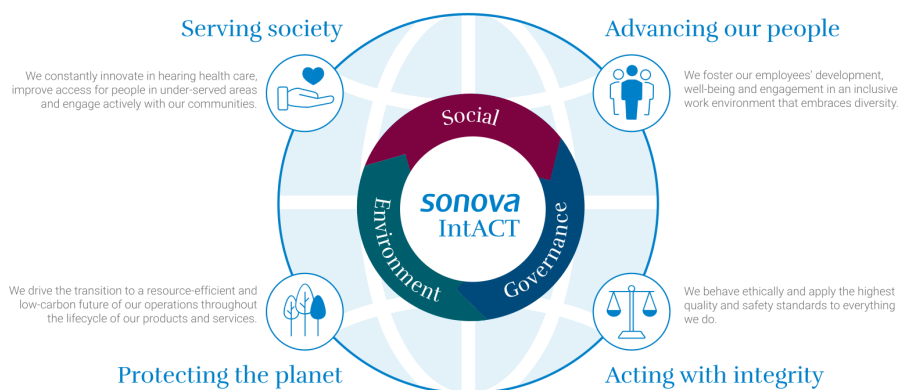 Serving society
We constantly innovate in hearing health care,
improve access for people in under-served areas
and engage actively with our communities.
Advancing our people
We foster our employees' development,
well-being and engagement in an inclusive
work environment that embraces diversity.
Social
Environment
Governance
sonova
IntACT
We drive the transition to a resource-efficient and
low-carbon future of our operations throughout
the lifecycle of our products and services.
Protecting the planet
We behave ethically and apply the highest
quality and safety standards to everything
we do.
Acting with integrity